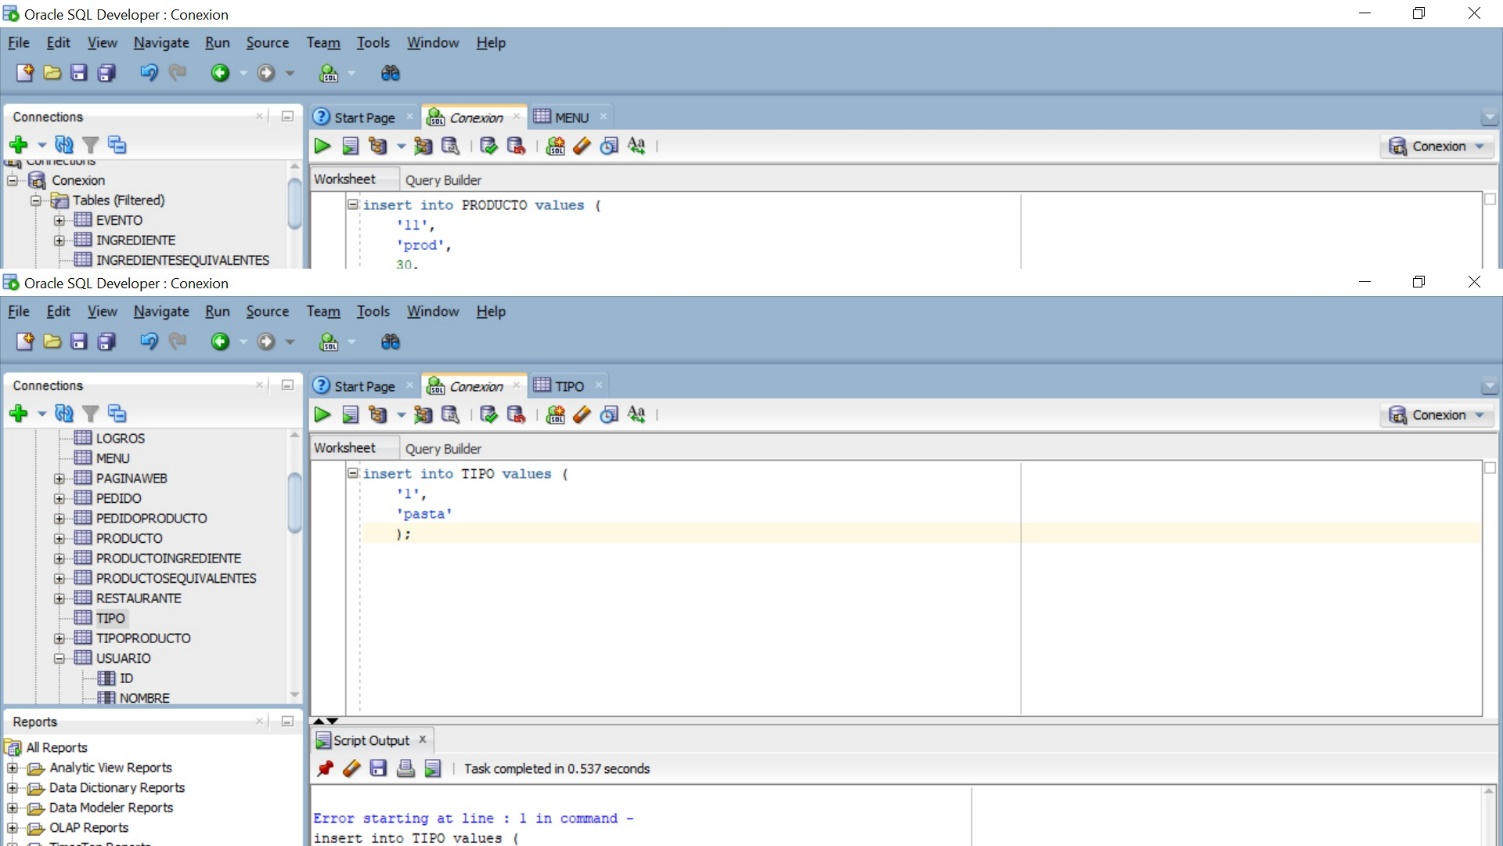 Oracle SQL Developer : Conexion
File Edit View Navigate Run Source Team Tools Window Help
Connections
Start Page
Conexion
MENU
Conexion
Connections
Conexion
Tables (Filtered)
EVENTO
INGREDIENTE
INGREDIENTESEQUIVALENTES
Worksheet Query Builder
insert into PRODUCTO values (
'11',
'prod',
30,
Oracle SQL Developer : Conexion
File Edit View Navigate Run Source Team Tools Window Help
Connections
Start Page
Conexion
TIPO
Conexion
LOGROS
MENU
PAGINAWEB
PEDIDO
PEDIDOPRODUCTO
PRODUCTO
PRODUCTOINGREDIENTE
PRODUCTOSEQUIVALENTES
RESTAURANTE
TIPO
TIPOPRODUCTO
USUARIO
ID
NOMBRE
Worksheet Query Builder
insert into TIPO values (
'1',
'pasta'
);
Reports
All Reports
Analytic View Reports
Data Dictionary Reports
Data Modeler Reports
OLAP Reports
TimesTen Reports
Script Output
Task completed in 0.537 seconds
Error starting at line : 1 in command -
insert into TIPO values (